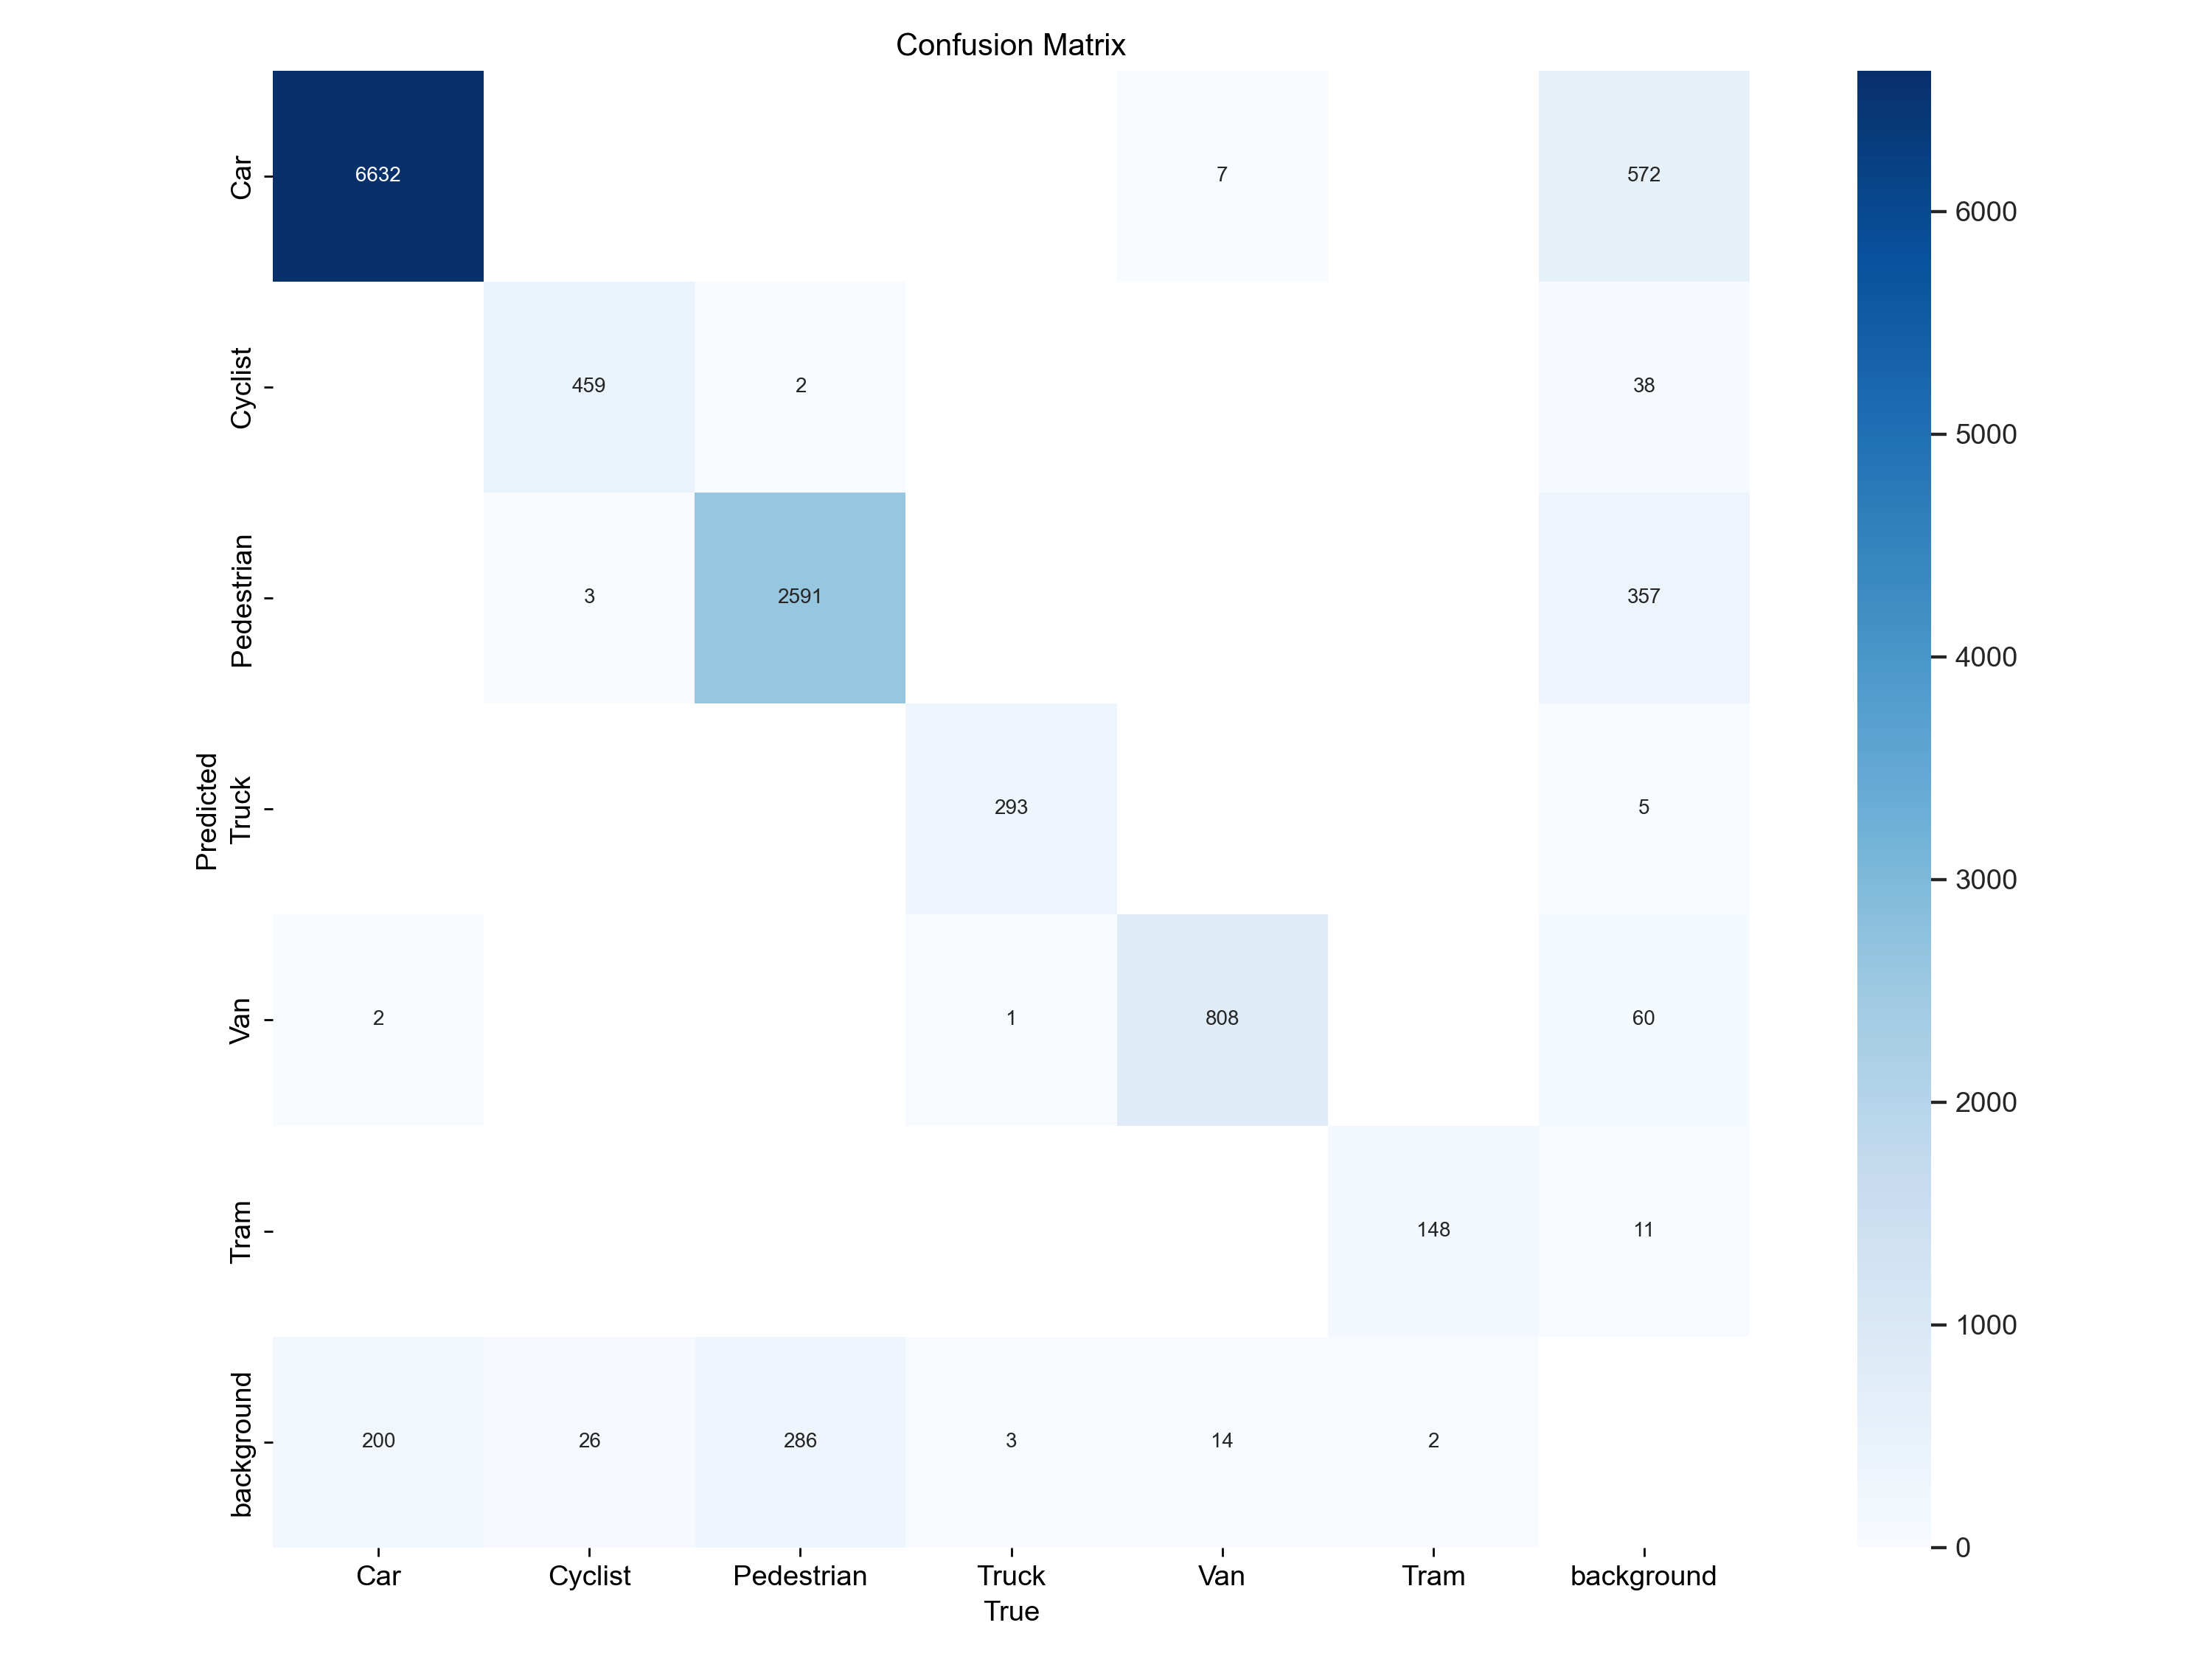 Confusion Matrix
Car
6632
7
572
6000
Cyclist
459
2
38
5000
Pedestrian
3
2591
357
4000
Predicted
Truck
293
5
3000
Van
2
1
808
60
2000
Tram
148
11
1000
background
200
26
286
3
14
2
0
Car
Cyclist
Pedestrian
Truck
Van
Tram
background
True